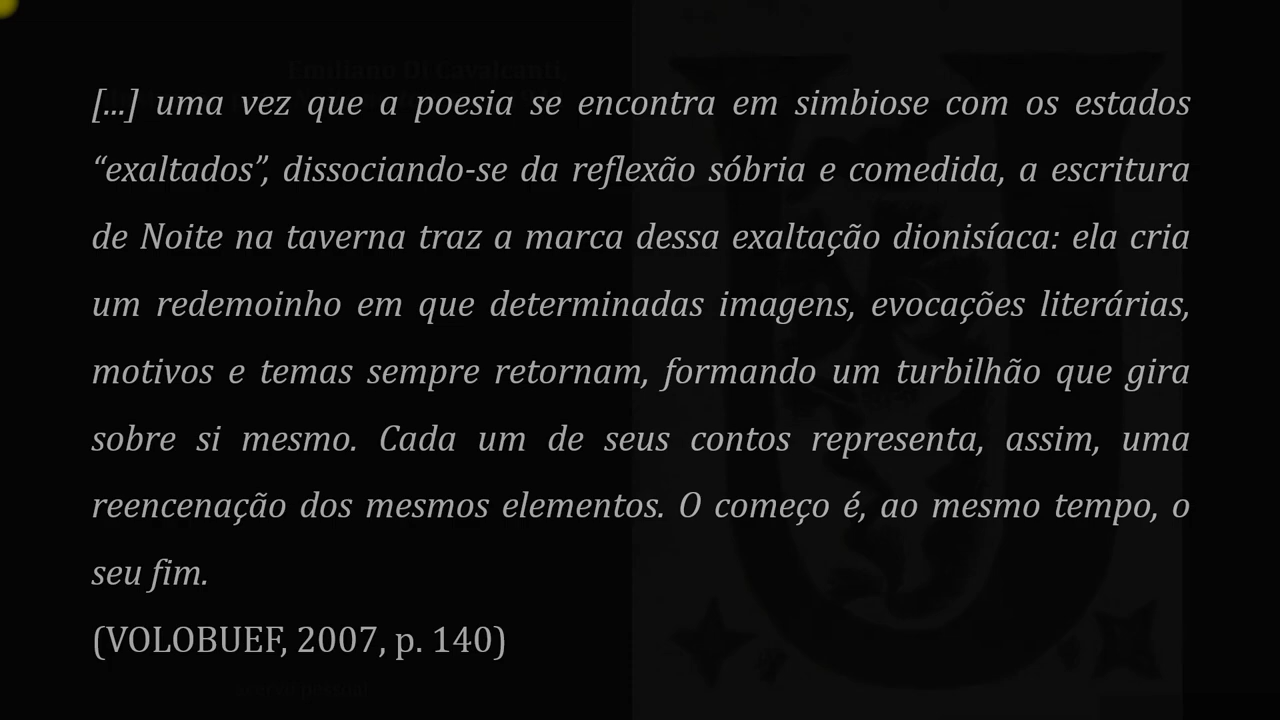 Emiliano Di Cavalcanti
[...] uma vez que a poesia se encontra em simbiose com os estados
“exaltados”, dissociando-se da reflexão sóbria e comedida, a escritura
de Noite na taverna traz a marca dessa exaltação dionisíaca: ela cria
um redemoinho em que determinadas imagens, evocações literárias,
motivos e temas sempre retornam, formando um turbilhão que gira
sobre si mesmo. Cada um de seus contos representa, assim, uma
reencenação dos mesmos elementos. O começo é, ao mesmo tempo, o
seu fim.
(VOLOBUEF, 2007, p. 140)